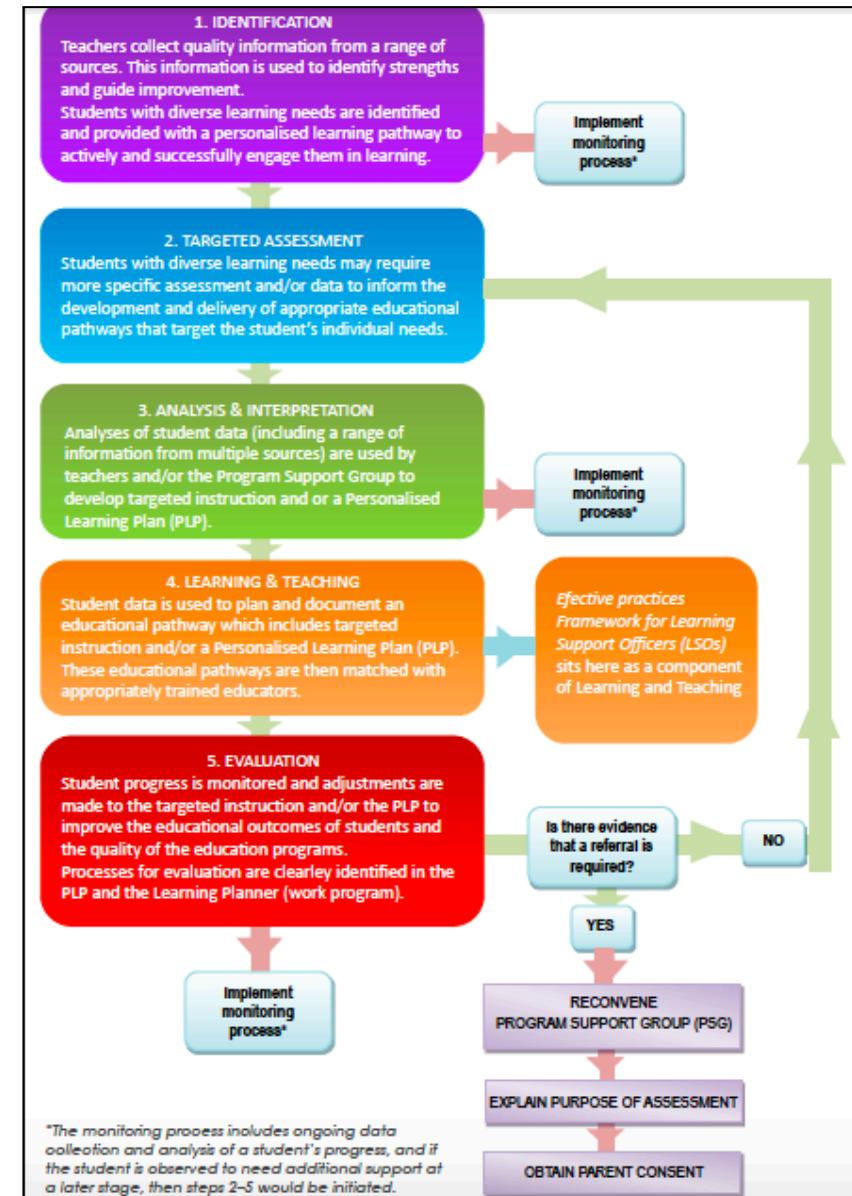 1. IDENTIFICATION
Teachers collect quality information from a range of
sources. This information is used to identify strengths
and guide improvement.
Students with diverse learning needs are identified
and provided with a personalised learning pathway to
actively and successfully engage them in learning.
Implement
monitoring
process*
2. TARGETED ASSESSMENT
Students with diverse learning needs may require
more specific assessment and/or data to inform the
development and delivery of appropriate educational
pathways that target the student's individual needs.
3. ANALYSIS & INTERPRETATION
Analyses of student data (including a range of
information from multiple sources) are used by
teachers and/or the Program Support Group to
develop targeted instruction and or a Personalised
Learning Plan (PLP).
Implement
monitoring
process*
4. LEARNING & TEACHING
Student data is used to plan and document an
educational pathway which includes targeted
instruction and/or a Personalised Learning Plan (PLP).
These educational pathways are then matched with
appropriately trained educators.
Efective practices
Framework for Learning
Support Officers (LSOs)
sits here as a component
of Learning and Teaching
5. EVALUATION
Student progress is monitored and adjustments are
made to the targeted instruction and/or the PLP to
improve the educational outcomes of students and
the quality of the education programs.
Processes for evaluation are clearley identified in the
PLP and the Learning Planner (work program).
Is there evidence
that a referral is
required?
NO
YES
Implement
monitoring
process*
RECONVENE
PROGRAM SUPPORT GROUP (PSG)
EXPLAIN PURPOSE OF ASSESSMENT
OBTAIN PARENT CONSENT
*The monitoring process includes ongoing data
collection and analysis of a student's progress, and if
the student is observed to need additional support at
a later stage, then steps 2–5 would be initiated.